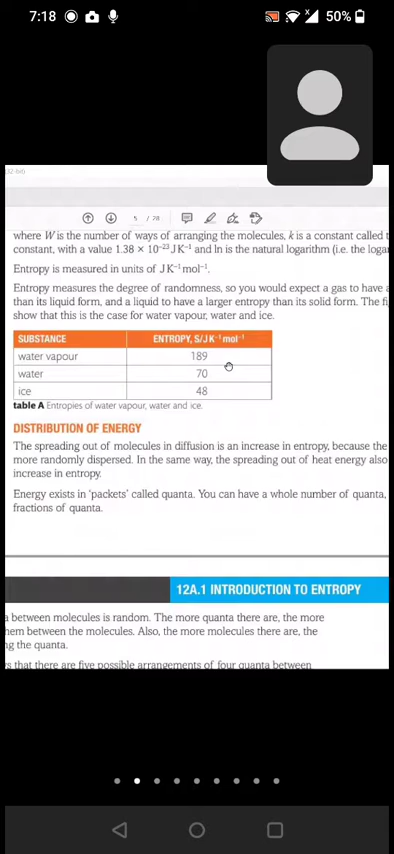 7:18
50%
(32-bit)
5 / 78
where W is the number of ways of arranging the molecules, k is a constant called t
constant, with a value 1.38 × 10⁻²³ J K⁻¹ and ln is the natural logarithm (i.e. the logar
Entropy is measured in units of J K⁻¹ mol⁻¹.
Entropy measures the degree of randomness, so you would expect a gas to have a
than its liquid form, and a liquid to have a larger entropy than its solid form. The fi
show that this is the case for water vapour, water and ice.
SUBSTANCE ENTROPY, S/J K⁻¹ mol⁻¹
water vapour 189
water 70
ice 48
table A Entropies of water vapour, water and ice.
DISTRIBUTION OF ENERGY
The spreading out of molecules in diffusion is an increase in entropy, because the
more randomly dispersed. In the same way, the spreading out of heat energy also
increase in entropy.
Energy exists in 'packets' called quanta. You can have a whole number of quanta,
fractions of quanta.
12A.1 INTRODUCTION TO ENTROPY
a between molecules is random. The more quanta there are, the more
hem between the molecules. Also, the more molecules there are, the
ng the quanta.
s that there are five possible arrangements of four quanta between